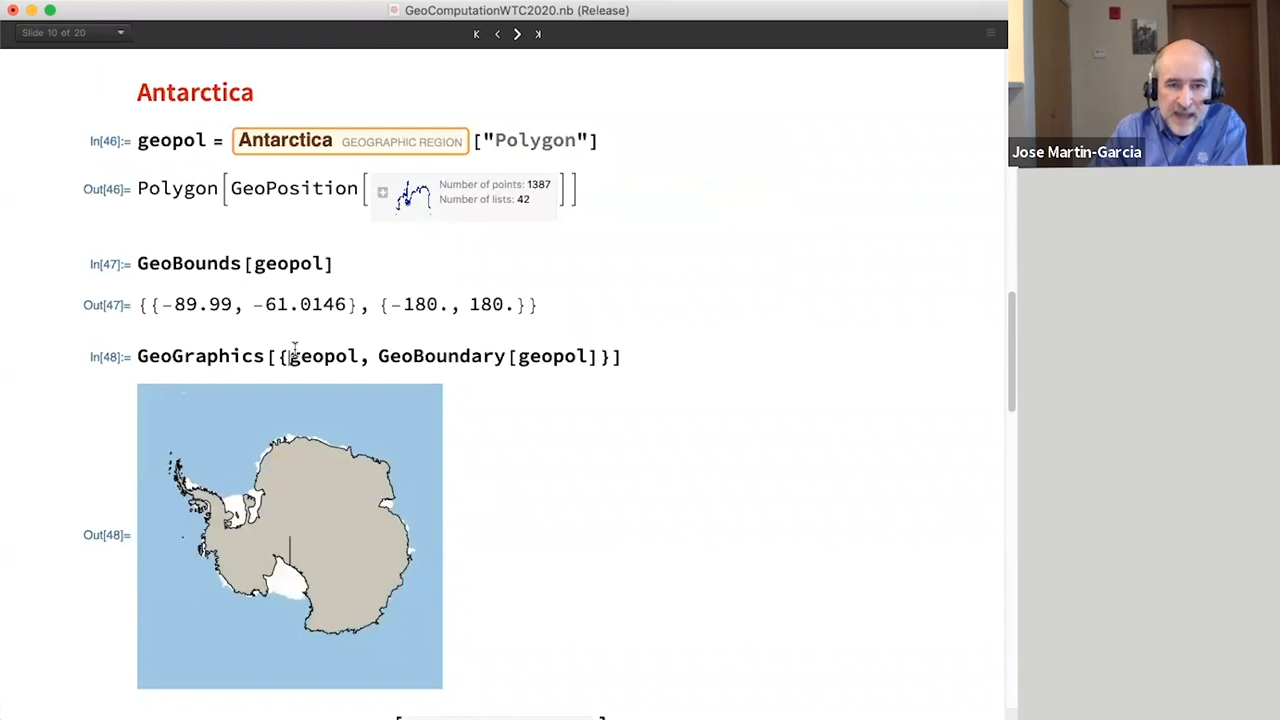 GeoComputationWTC2020.nb (Release)
Slide 10 of 20
Antarctica
In[46]:= geopol = Antarctica GEOGRAPHIC REGION ["Polygon"]
Out[46]= Polygon[GeoPosition[ Number of points: 1387
Number of lists: 42 ]]
In[47]:= GeoBounds[geopol]
Out[47]= {{-89.99, -61.0146}, {-180., 180.}}
In[48]:= GeoGraphics[{geopol, GeoBoundary[geopol]}]
Out[48]=
Jose Martin-Garcia